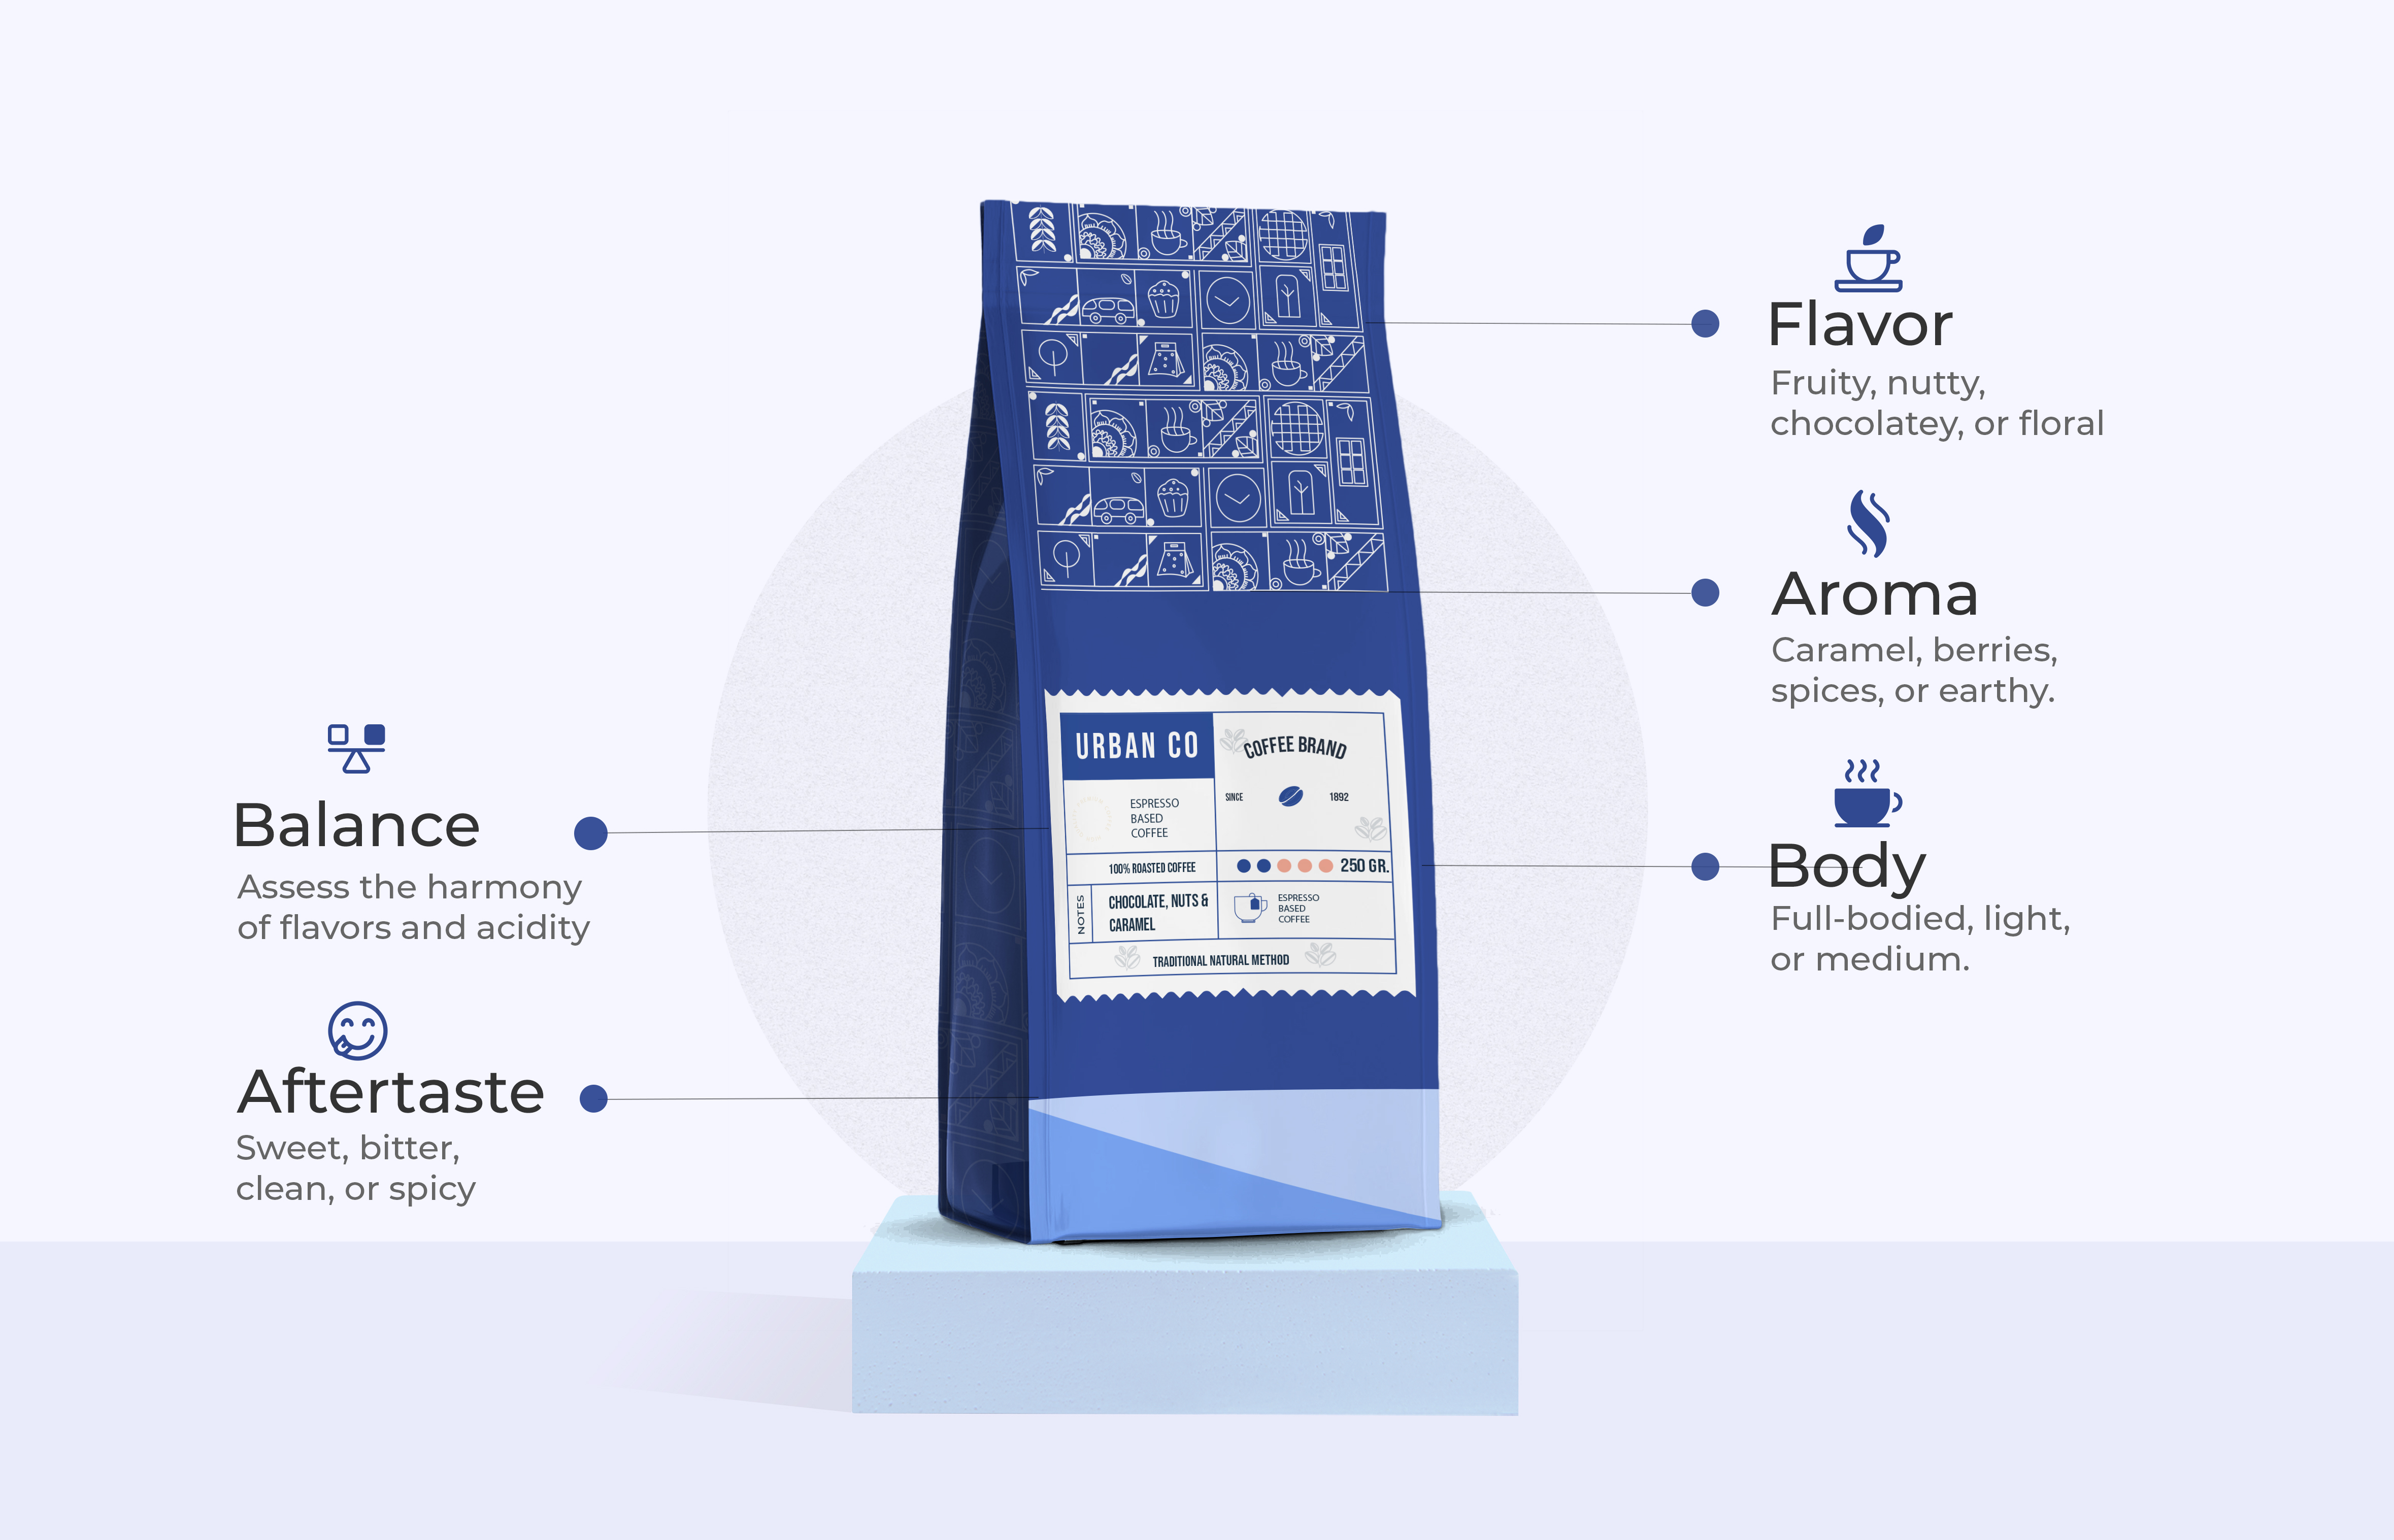 Flavor
Fruity, nutty,
chocolatey, or floral
Aroma
Caramel, berries,
spices, or earthy.
Body
Full-bodied, light,
or medium.
Balance
Assess the harmony
of flavors and acidity
Aftertaste
Sweet, bitter,
clean, or spicy
URBAN CO
COFFEE BRAND
SINCE 1892
ESPRESSO
BASED
COFFEE
100% ROASTED COFFEE
250 GR.
NOTES
CHOCOLATE, NUTS &
CARAMEL
ESPRESSO
BASED
COFFEE
TRADITIONAL NATURAL METHOD